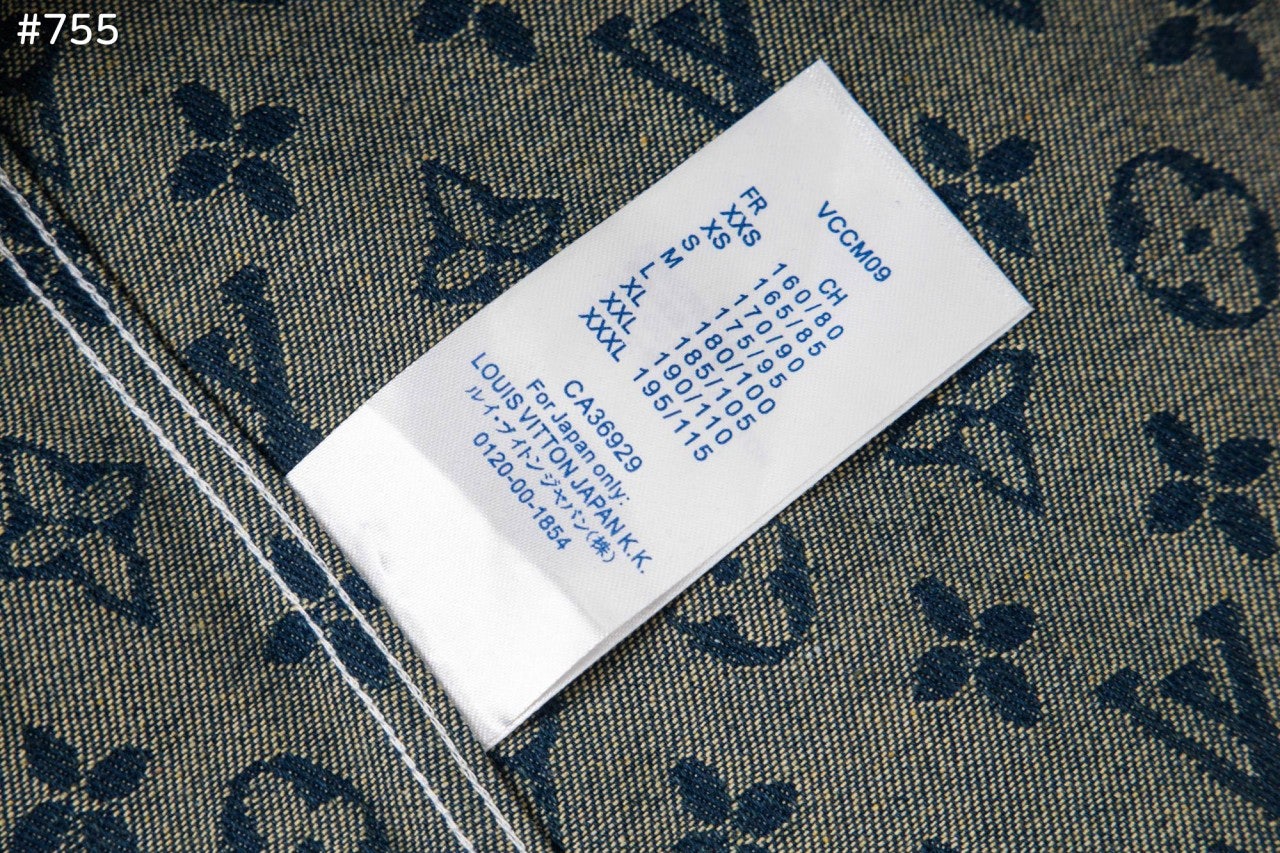 #755
VCCM09
FR CH
XXS 160/80
XS 165/85
S 170/90
M 175/95
L 180/100
XL 185/105
XXL 190/110
XXXL 195/115
CA36929
For Japan only:
LOUIS VITTON JAPAN K.K.
ルイ・ブイトンジャパン(株)
0120-00-1854